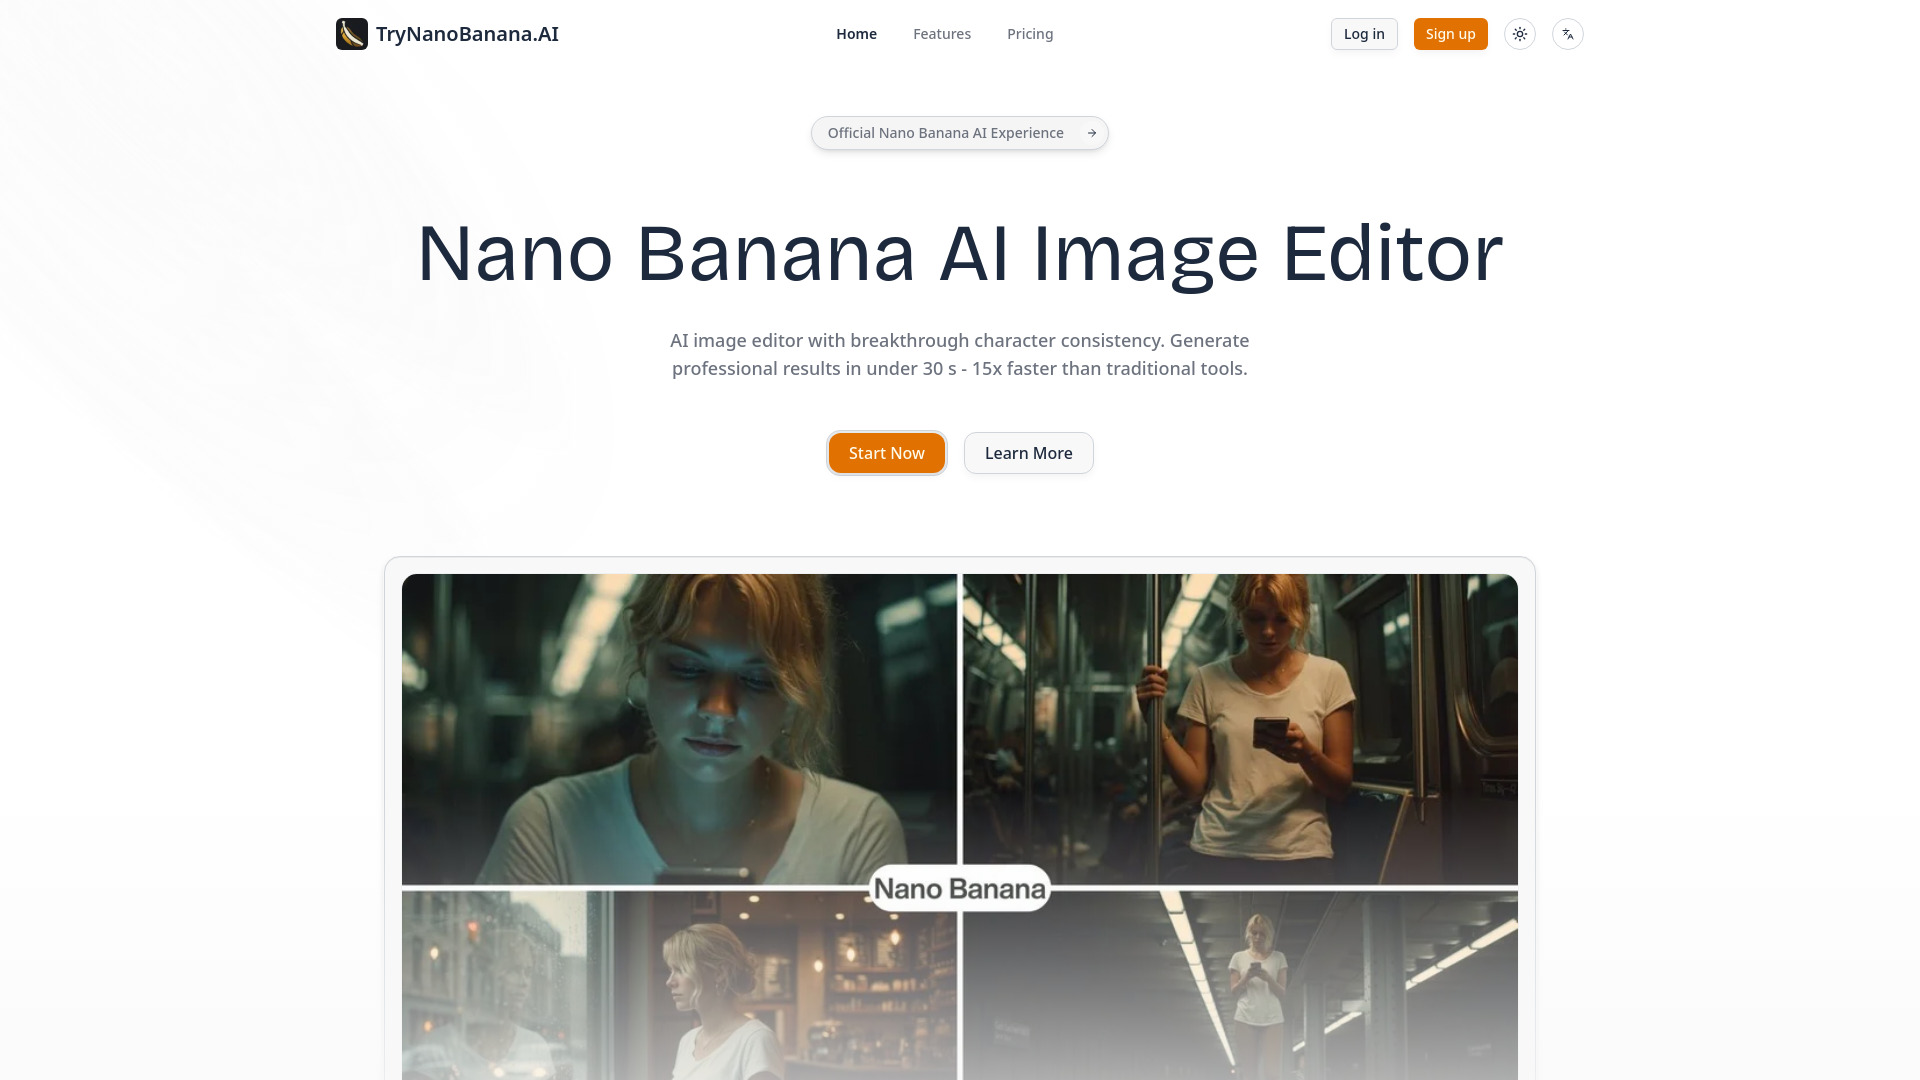 TryNanoBanana.AI
Home
Features
Pricing
Log in
Sign up
Official Nano Banana AI Experience
Nano Banana AI Image Editor
AI image editor with breakthrough character consistency. Generate
professional results in under 30 s - 15x faster than traditional tools.
Start Now
Learn More
Nano Banana